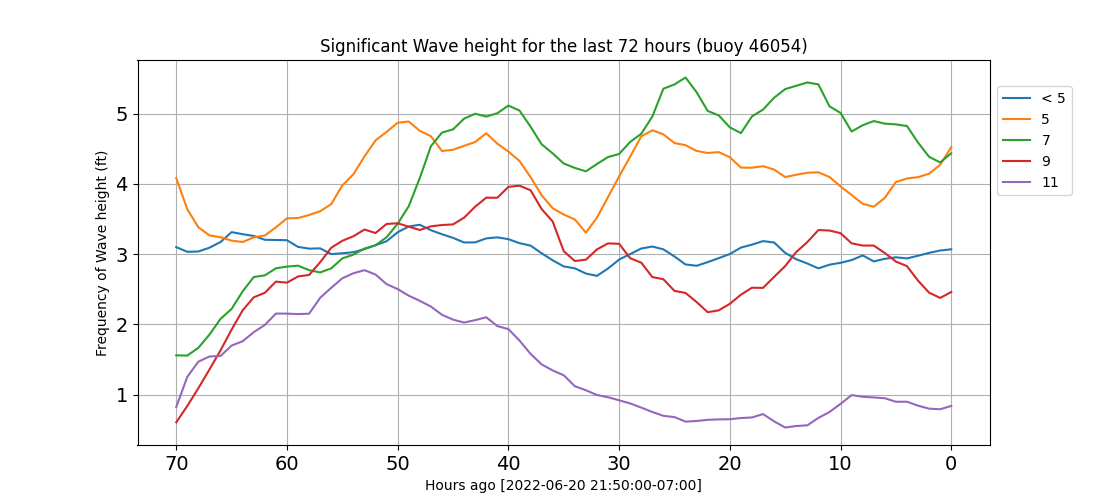 Significant Wave height for the last 72 hours (buoy 46054)
Frequency of Wave height (ft)
5
4
3
2
1
70 60 50 40 30 20 10 0
Hours ago [2022-06-20 21:50:00-07:00]
< 5
5
7
9
11